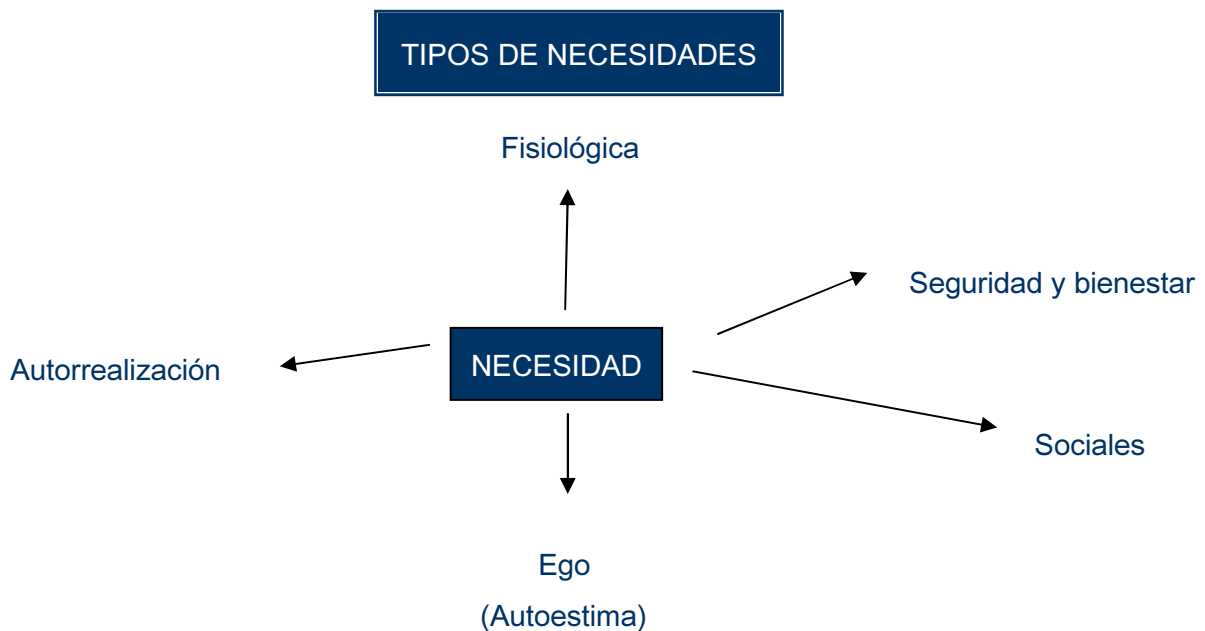 TIPOS DE NECESIDADES
Fisiológica
Seguridad y bienestar
Autorrealización
NECESIDAD
Sociales
Ego
(Autoestima)